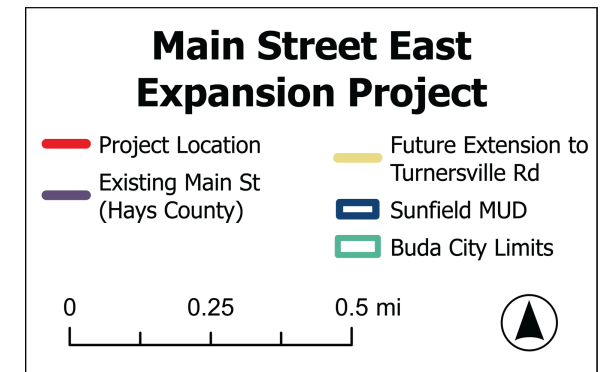 Main Street East
Expansion Project
Project Location
Existing Main St
(Hays County)
Future Extension to
Turnersville Rd
Sunfield MUD
Buda City Limits
0 0.25 0.5 mi